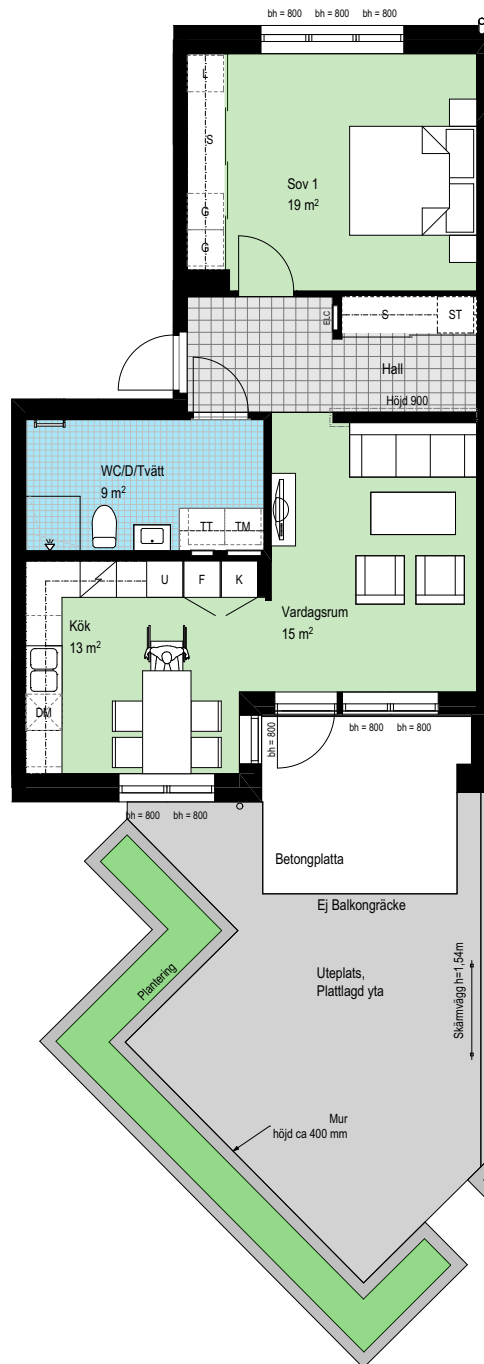 bh = 800 bh = 800 bh = 800
L
S
Sov 1
19 m²
G
G
ELC
S
ST
Hall
Höjd 900
WC/D/Tvätt
9 m²
TT
TM
U
F
K
Kök
13 m²
Vardagsrum
15 m²
DM
bh = 800
bh = 800 bh = 800
bh = 800 bh = 800
Betongplatta
Ej Balkongräcke
Plantering
Uteplats,
Plattlagd yta
Skärmvägg h=1,54m
Mur
höjd ca 400 mm